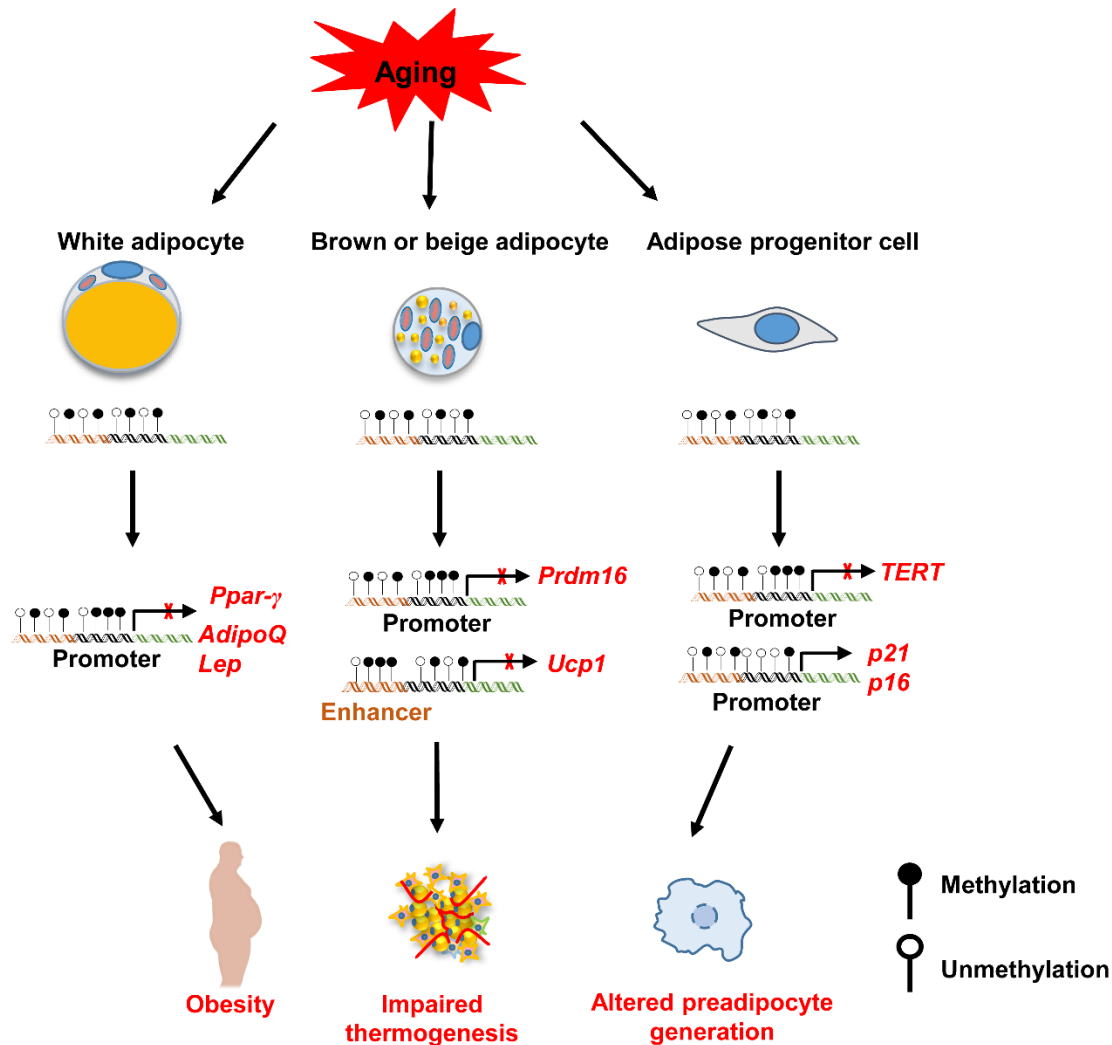 Aging
White adipocyte
Brown or beige adipocyte
Adipose progenitor cell
Ppar-γ
AdipoQ
Lep
Promoter
Prdm16
Promoter
Ucp1
Enhancer
TERT
Promoter
p21
p16
Promoter
Obesity
Impaired
thermogenesis
Altered preadipocyte
generation
Methylation
Unmethylation